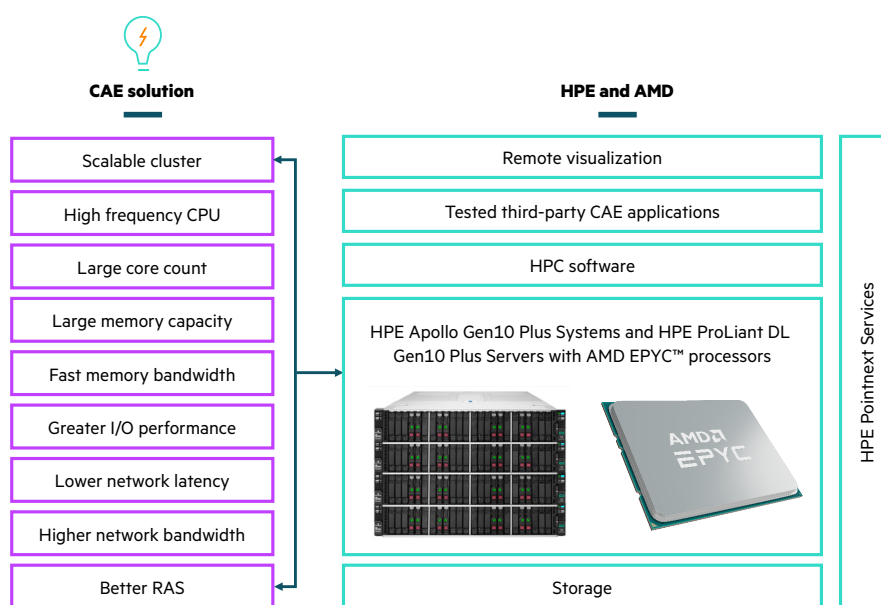 CAE solution
Scalable cluster
High frequency CPU
Large core count
Large memory capacity
Fast memory bandwidth
Greater I/O performance
Lower network latency
Higher network bandwidth
Better RAS
HPE and AMD
Remote visualization
Tested third-party CAE applications
HPC software
HPE Apollo Gen10 Plus Systems and HPE ProLiant DL
Gen10 Plus Servers with AMD EPYC™ processors
AMD
EPYC
Storage
HPE Pointnext Services